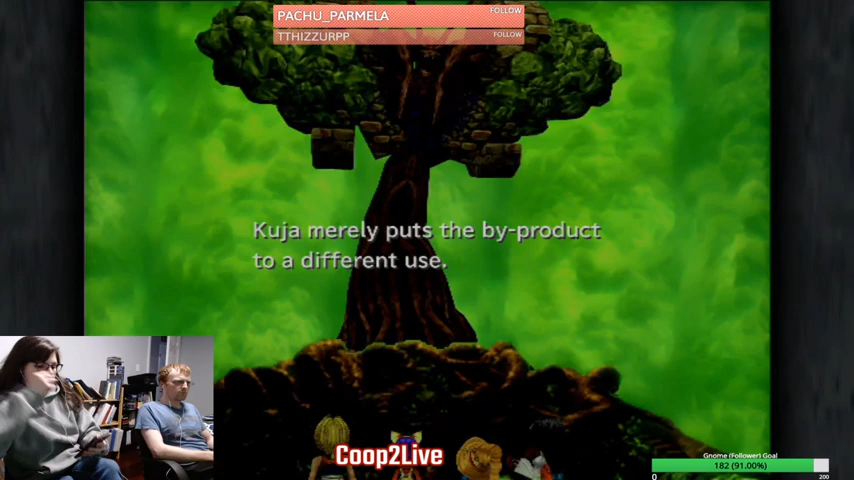 PACHU_PARMELA
FOLLOW
TTHIZZURPP
FOLLOW
Kuja merely puts the by-product
to a different use.
Coop2Live
Gnome (Follower) Goal
182 (91.00%)
0
200